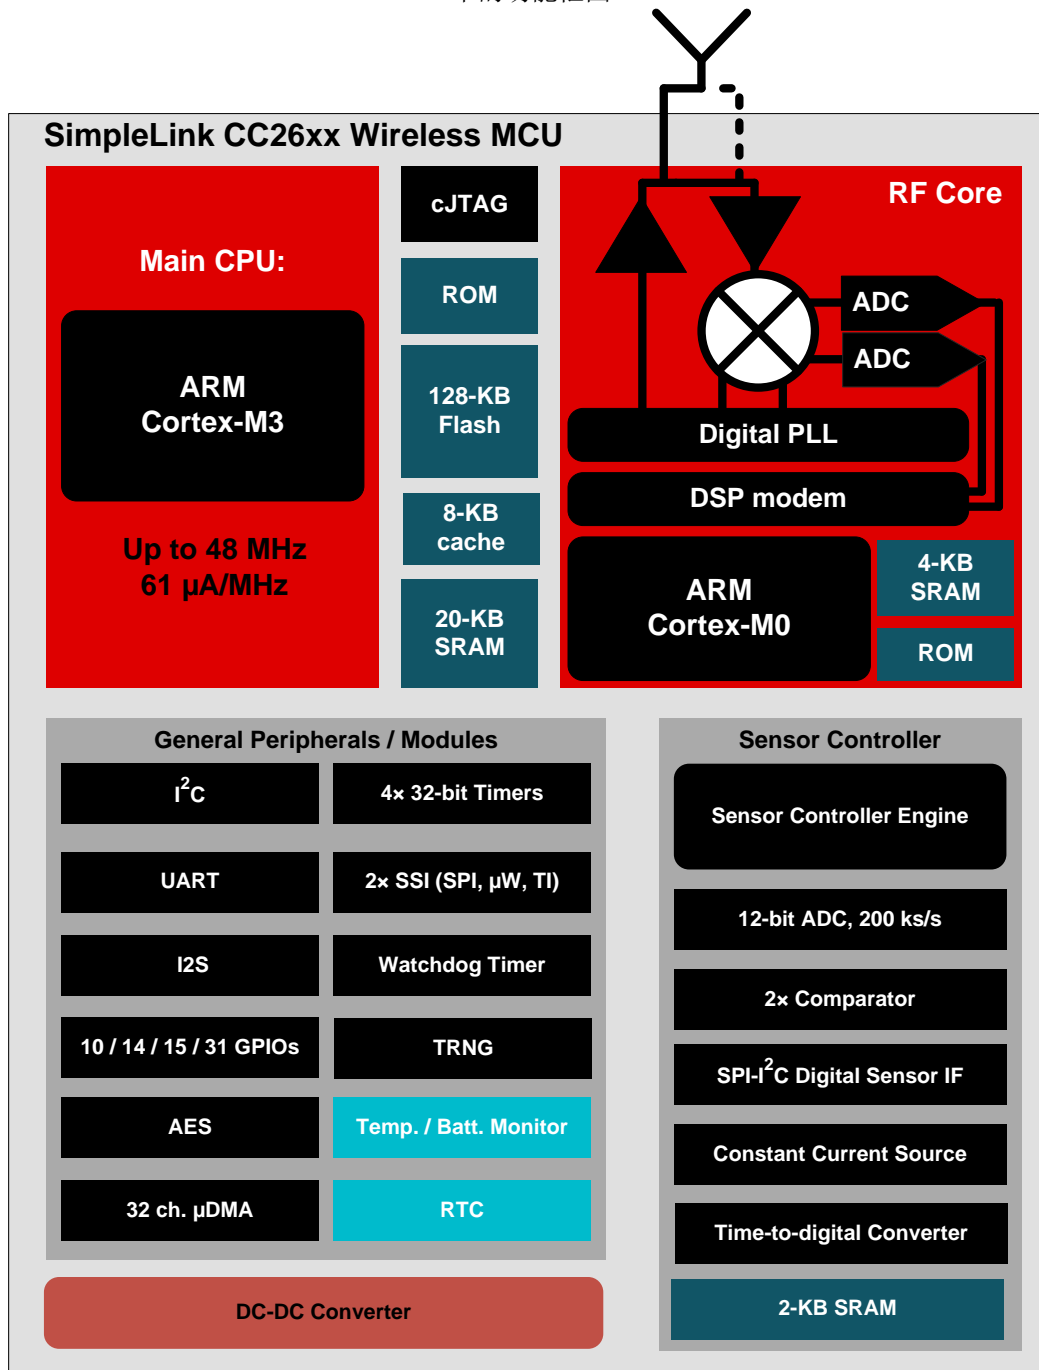 SimpleLink CC26xx Wireless MCU
Main CPU:
ARM
Cortex-M3
Up to 48 MHz
61 µA/MHz
cJTAG
ROM
128-KB
Flash
8-KB
cache
20-KB
SRAM
RF Core
ADC
ADC
Digital PLL
DSP modem
ARM
Cortex-M0
4-KB
SRAM
ROM
General Peripherals / Modules
I²C
4× 32-bit Timers
UART
2× SSI (SPI, µW, TI)
I2S
Watchdog Timer
10 / 14 / 15 / 31 GPIOs
TRNG
AES
Temp. / Batt. Monitor
32 ch. µDMA
RTC
DC-DC Converter
Sensor Controller
Sensor Controller Engine
12-bit ADC, 200 ks/s
2× Comparator
SPI-I²C Digital Sensor IF
Constant Current Source
Time-to-digital Converter
2-KB SRAM